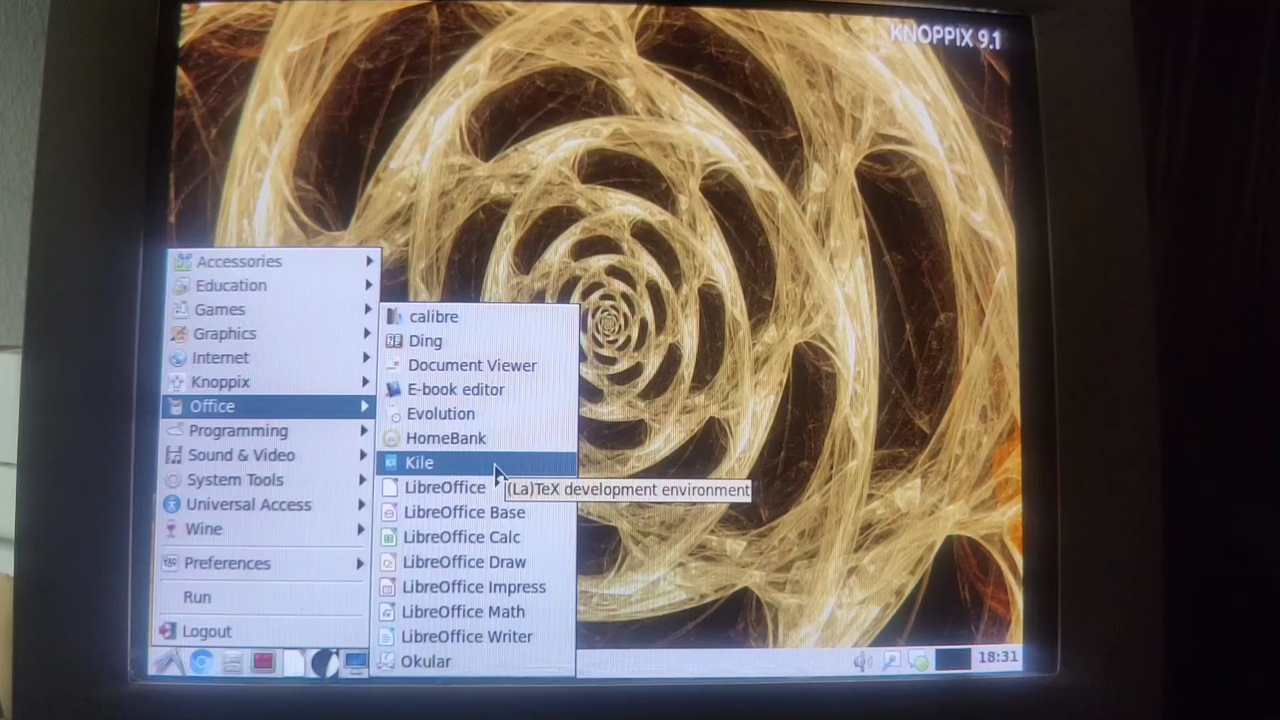 KNOPPIX 9.1
Accessories
Education
Games
Graphics
Internet
Knoppix
Office
Programming
Sound & Video
System Tools
Universal Access
Wine
Preferences
Run
Logout
calibre
Ding
Document Viewer
E-book editor
Evolution
HomeBank
Kile
(La)TeX development environment
LibreOffice
LibreOffice Base
LibreOffice Calc
LibreOffice Draw
LibreOffice Impress
LibreOffice Math
LibreOffice Writer
Okular
18:31